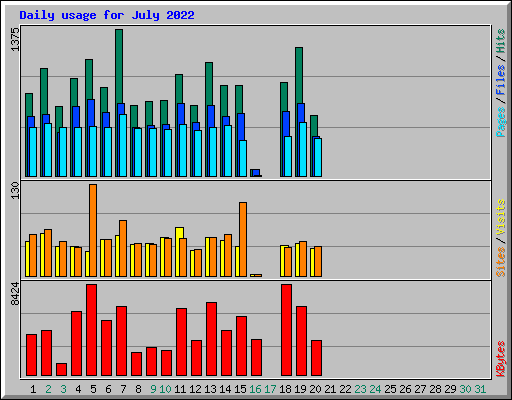 Daily usage for July 2022
1375
Pages/Files/Hits
130
Sites/Visits
8424
KBytes
1 2 3 4 5 6 7 8 9 10 11 12 13 14 15 16 17 18 19 20 21 22 23 24 25 26 27 28 29 30 31